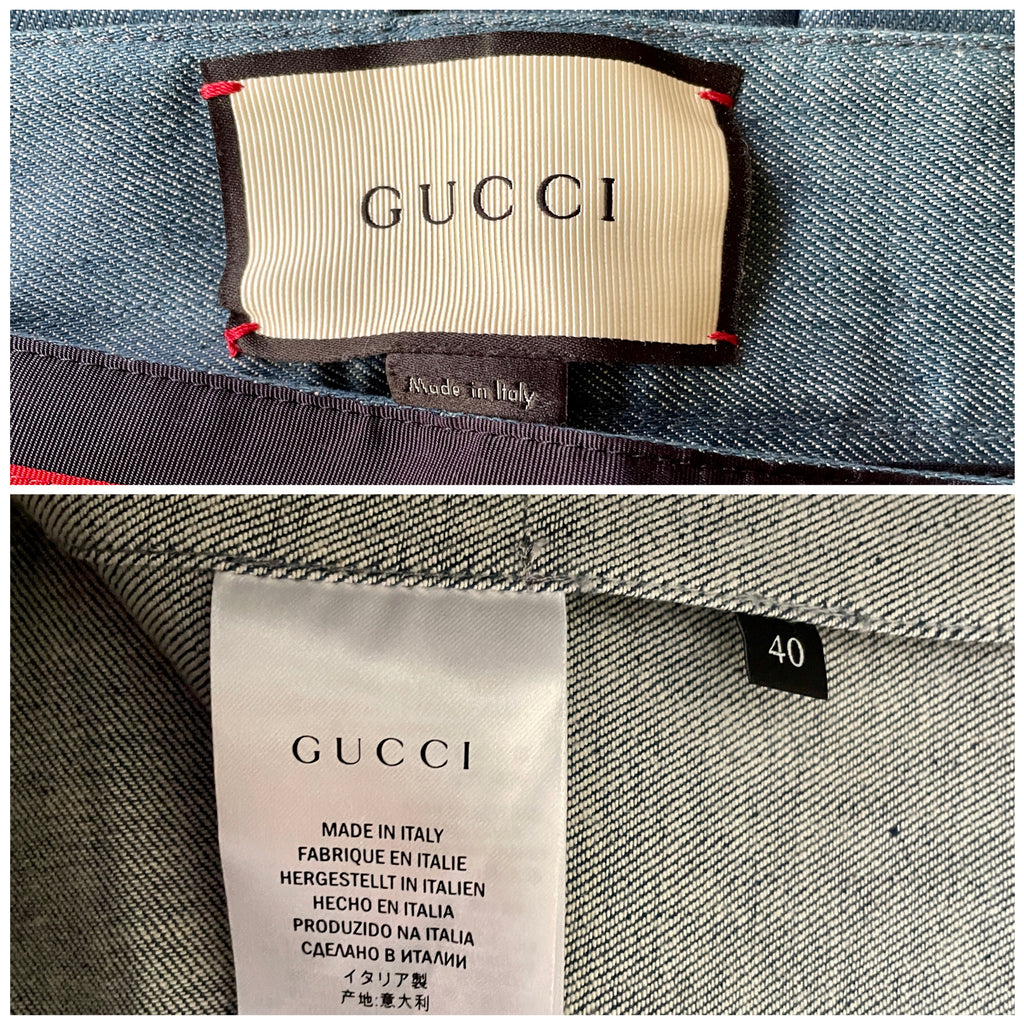 GUCCI
Made in Italy
40
GUCCI
MADE IN ITALY
FABRIQUE EN ITALIE
HERGESTELLT IN ITALIEN
HECHO EN ITALIA
PRODUZIDO NA ITALIA
СДЕЛАНО В ИТАЛИИ
イタリア製
产地:意大利